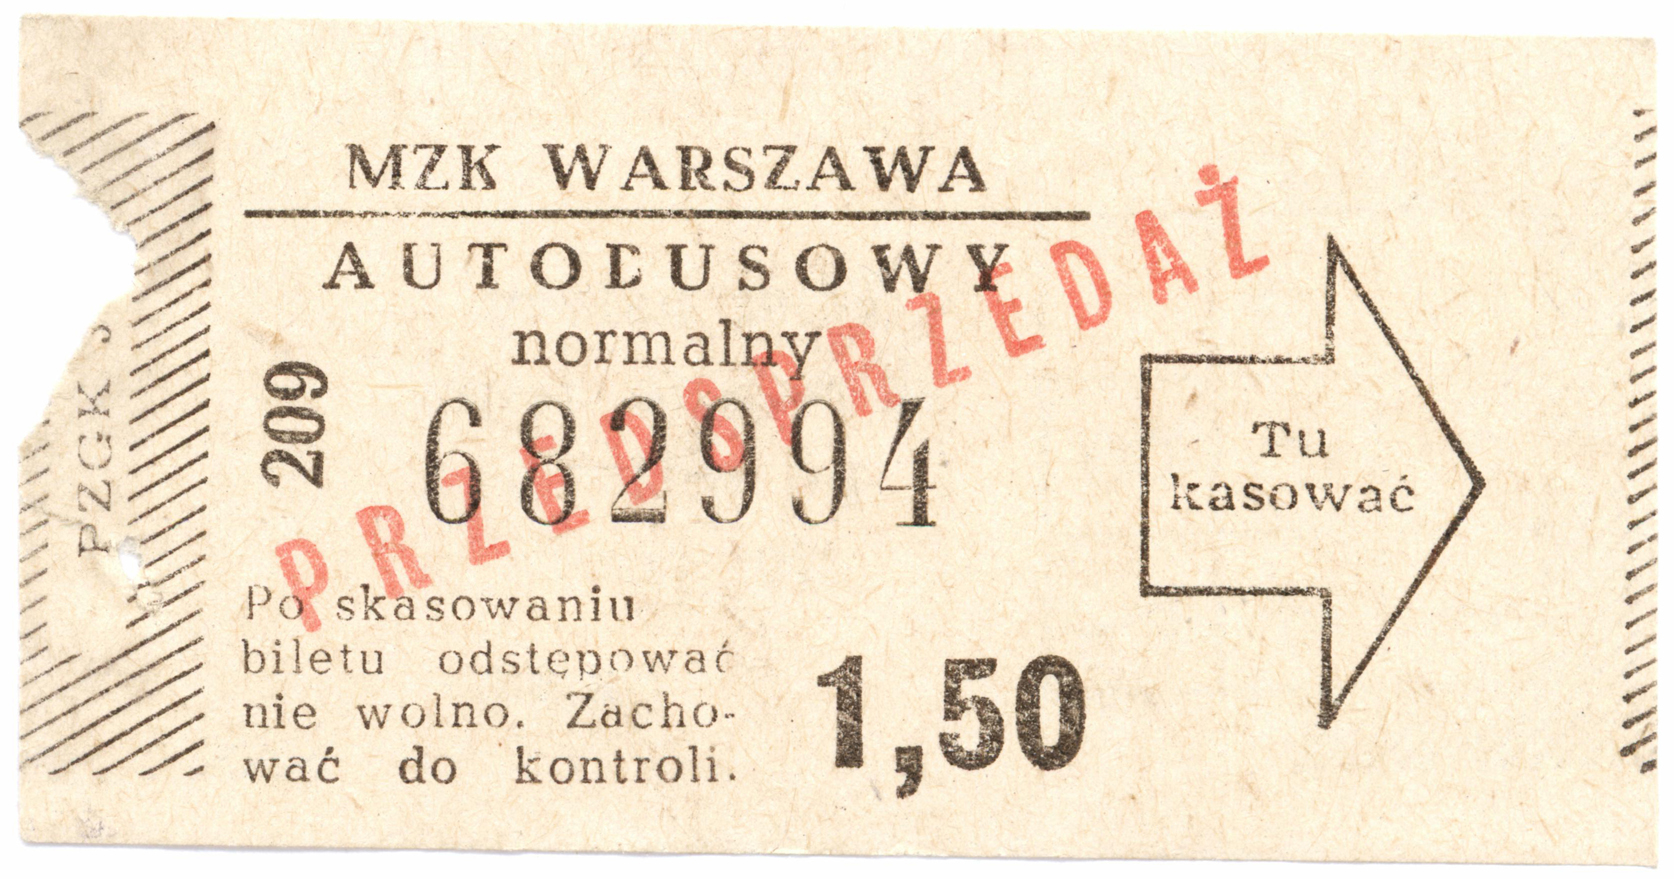 MZK WARSZAWA
AUTOBUSOWY
normalny
209
682994
PRZEDSPRZEDAŻ
Po skasowaniu
biletu odstępować
nie wolno. Zacho-
wać do kontroli.
1,50
Tu
kasować
PZGK